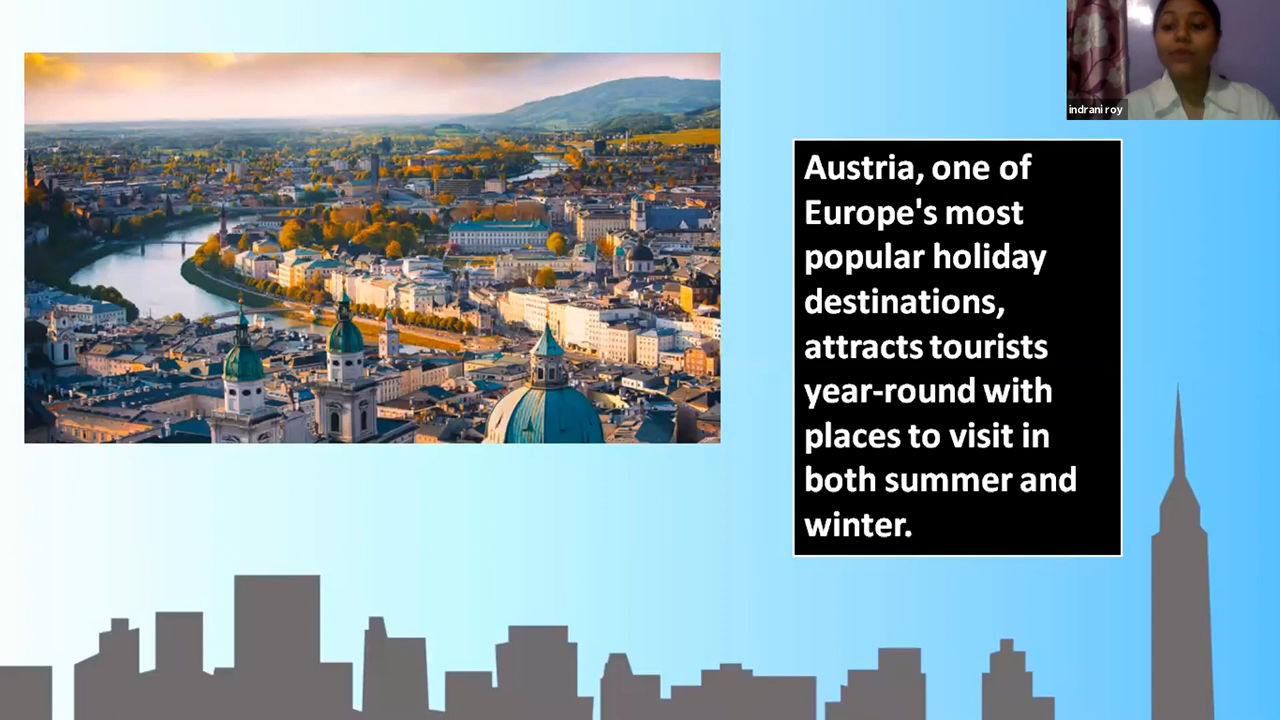 indrani roy
Austria, one of
Europe's most
popular holiday
destinations,
attracts tourists
year-round with
places to visit in
both summer and
winter.